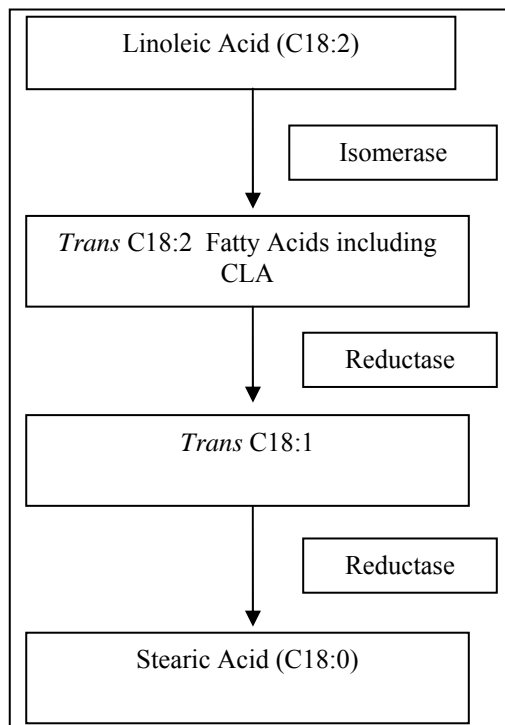 Linoleic Acid (C18:2)
Isomerase
Trans C18:2  Fatty Acids including
CLA
Reductase
Trans C18:1
Reductase
Stearic Acid (C18:0)